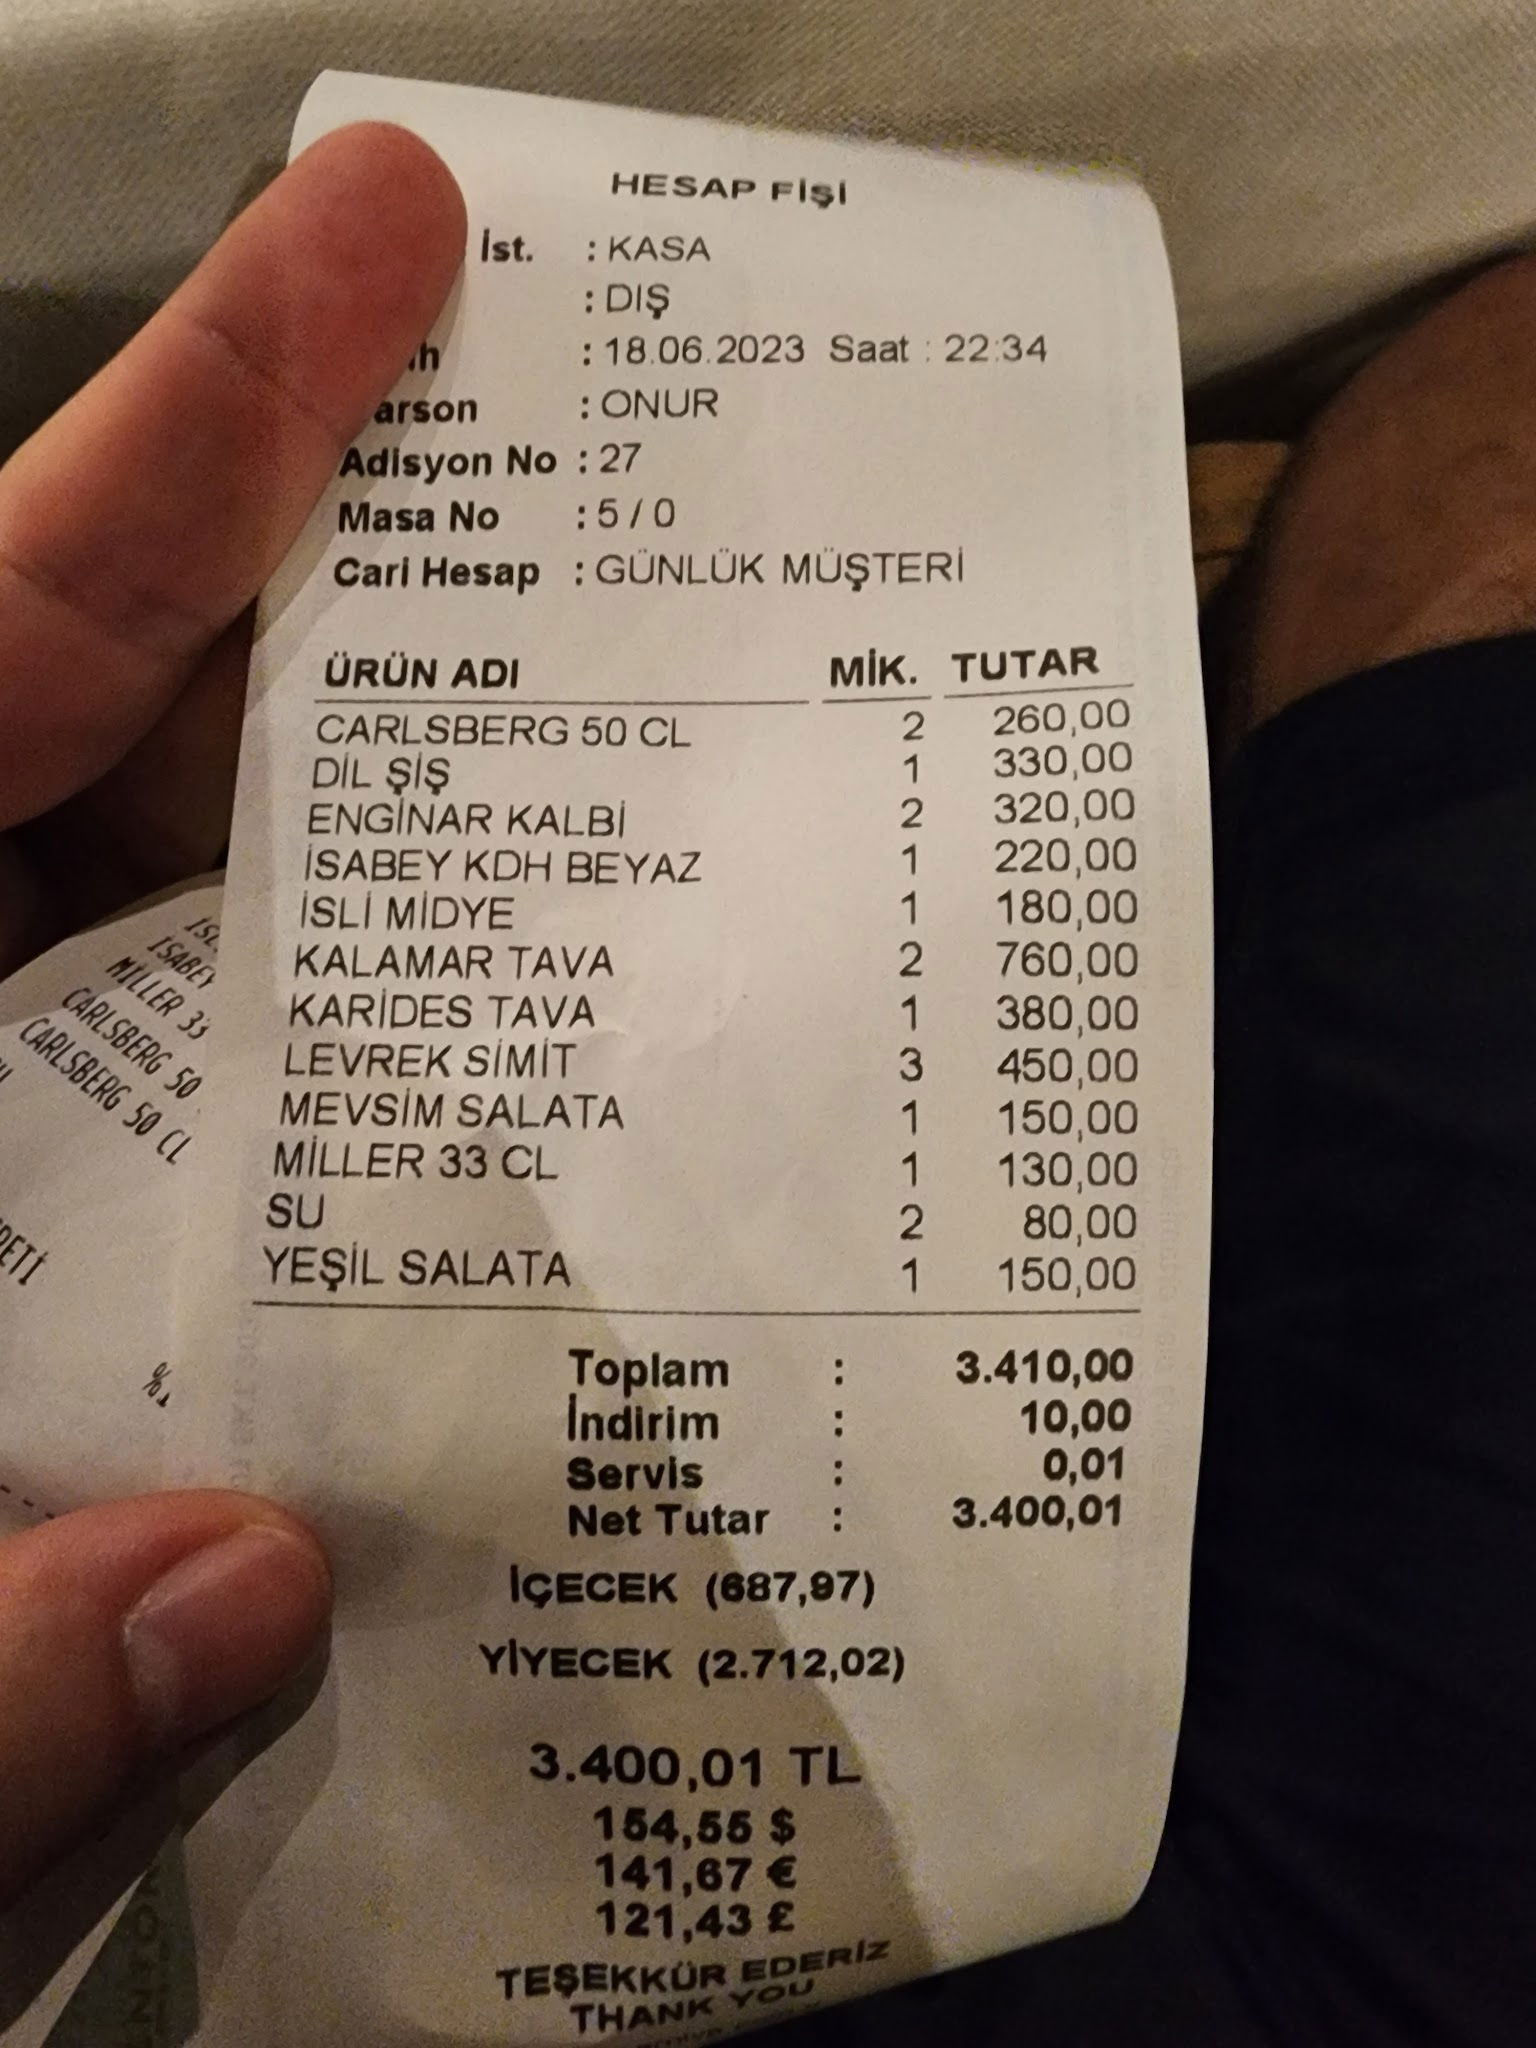 HESAP FİŞİ
İst. : KASA
: DIŞ
: 18.06.2023 Saat : 22:34
: ONUR
Adisyon No : 27
Masa No : 5 / 0
Cari Hesap : GÜNLÜK MÜŞTERİ
ÜRÜN ADI MİK. TUTAR
CARLSBERG 50 CL 2 260,00
DİL ŞİŞ 1 330,00
ENGİNAR KALBİ 2 320,00
İSABEY KDH BEYAZ 1 220,00
İSLİ MİDYE 1 180,00
KALAMAR TAVA 2 760,00
KARİDES TAVA 1 380,00
LEVREK SİMİT 3 450,00
MEVSİM SALATA 1 150,00
MİLLER 33 CL 1 130,00
SU 2 80,00
YEŞİL SALATA 1 150,00
Toplam : 3.410,00
İndirim : 10,00
Servis : 0,01
Net Tutar : 3.400,01
İÇECEK (687,97)
YİYECEK (2.712,02)
3.400,01 TL
154,55 $
141,67 €
121,43 £
TEŞEKKÜR EDERİZ
THANK YOU
İSABEY
MİLLER 33
CARLSBERG 50
CARLSBERG 50 CL